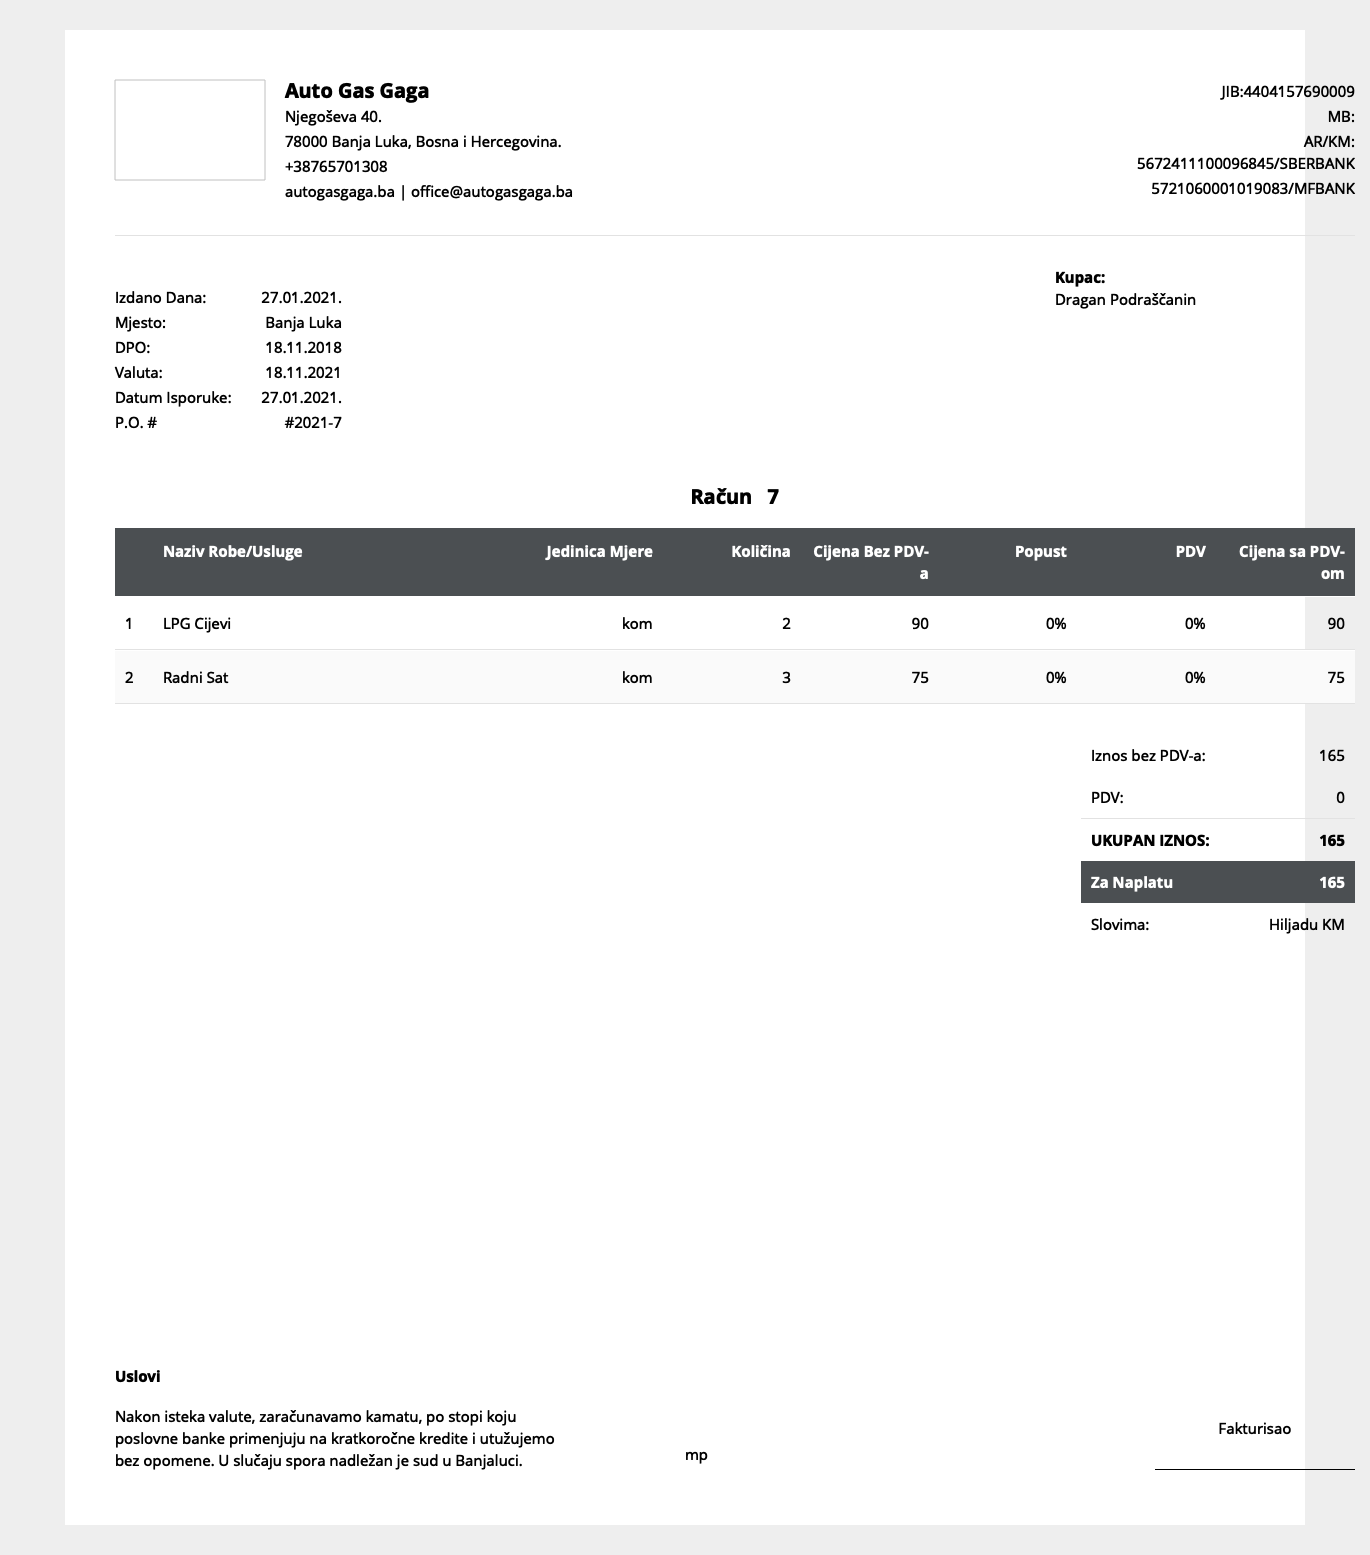 Auto Gas Gaga
Njegoševa 40.
78000 Banja Luka, Bosna i Hercegovina.
+38765701308
autogasgaga.ba | office@autogasgaga.ba
JIB:4404157690009
MB:
AR/KM:
5672411100096845/SBERBANK
5721060001019083/MFBANK
Izdano Dana: 27.01.2021.
Mjesto: Banja Luka
DPO: 18.11.2018
Valuta: 18.11.2021
Datum Isporuke: 27.01.2021.
P.O. # #2021-7
Kupac:
Dragan Podraščanin
Račun 7
Naziv Robe/Usluge Jedinica Mjere Količina Cijena Bez PDV-a Popust PDV Cijena sa PDV-om
1 LPG Cijevi kom 2 90 0% 0% 90
2 Radni Sat kom 3 75 0% 0% 75
Iznos bez PDV-a: 165
PDV: 0
UKUPAN IZNOS: 165
Za Naplatu 165
Slovima: Hiljadu KM
Uslovi
Nakon isteka valute, zaračunavamo kamatu, po stopi koju
poslovne banke primenjuju na kratkoročne kredite i utužujemo
bez opomene. U slučaju spora nadležan je sud u Banjaluci.
mp
Fakturisao